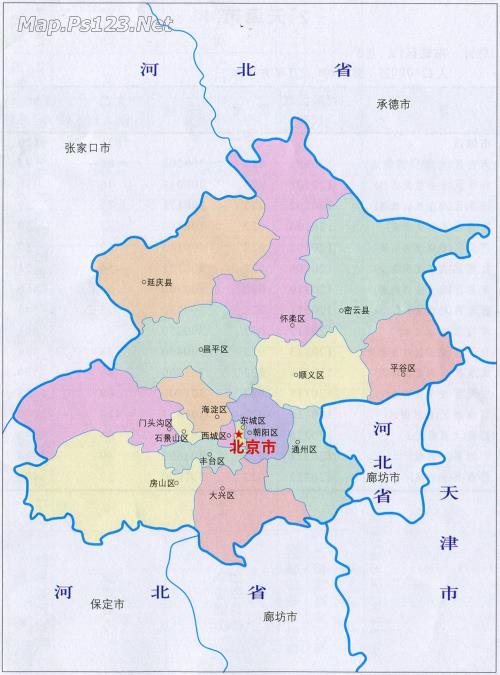 Map.Ps123.Net
河 北 省
承德市
张家口市
延庆县
怀柔区
密云县
昌平区
顺义区
平谷区
海淀区
门头沟区
东城区
石景山区
西城区
朝阳区
北京市
通州区
丰台区
房山区
大兴区
河北省
廊坊市
天津市
河 北 省
保定市
廊坊市